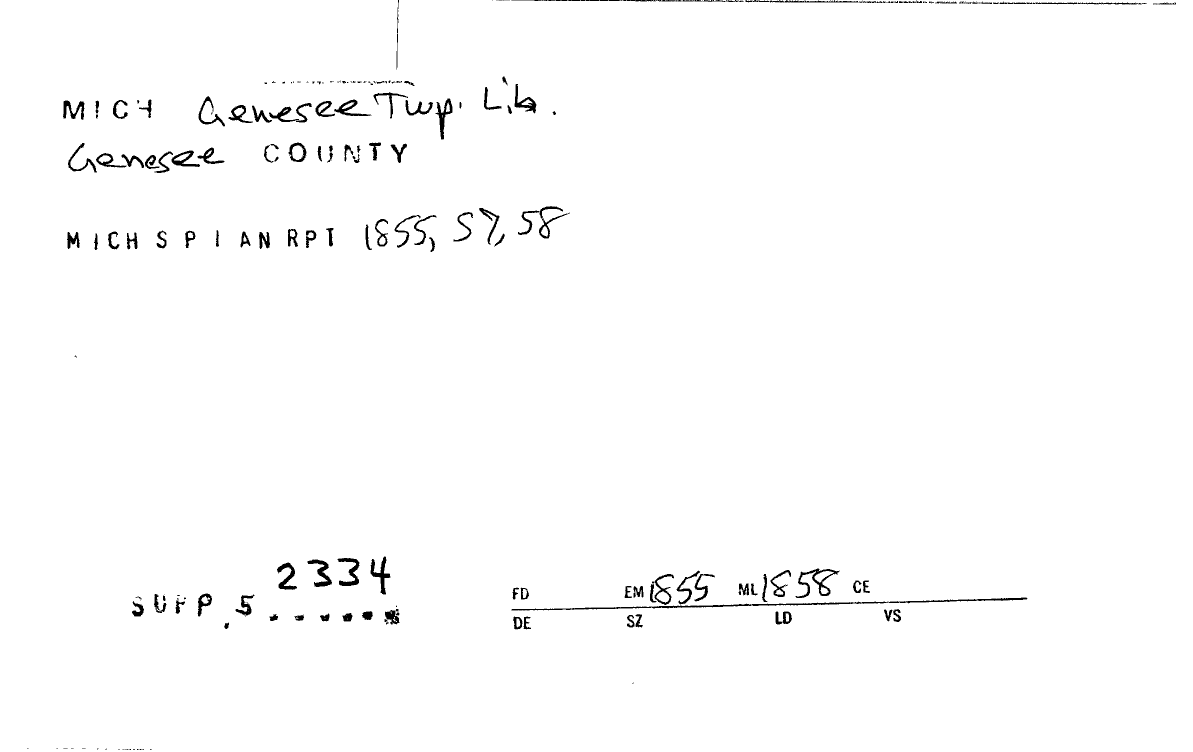 MICH Genesee Twp. Lib.
Genesee COUNTY
MICH S P I AN RPT 1855, 57, 58
2334
SUPP.5......
FD EM 1855 ML 1858 CE
DE SZ LD VS